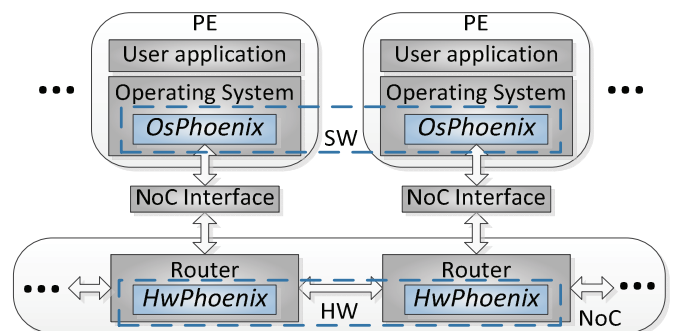 PE PE
User application User application
••• Operating System Operating System •••
OsPhoenix OsPhoenix
SW
NoC Interface NoC Interface
Router Router
••• HwPhoenix HwPhoenix •••
HW NoC